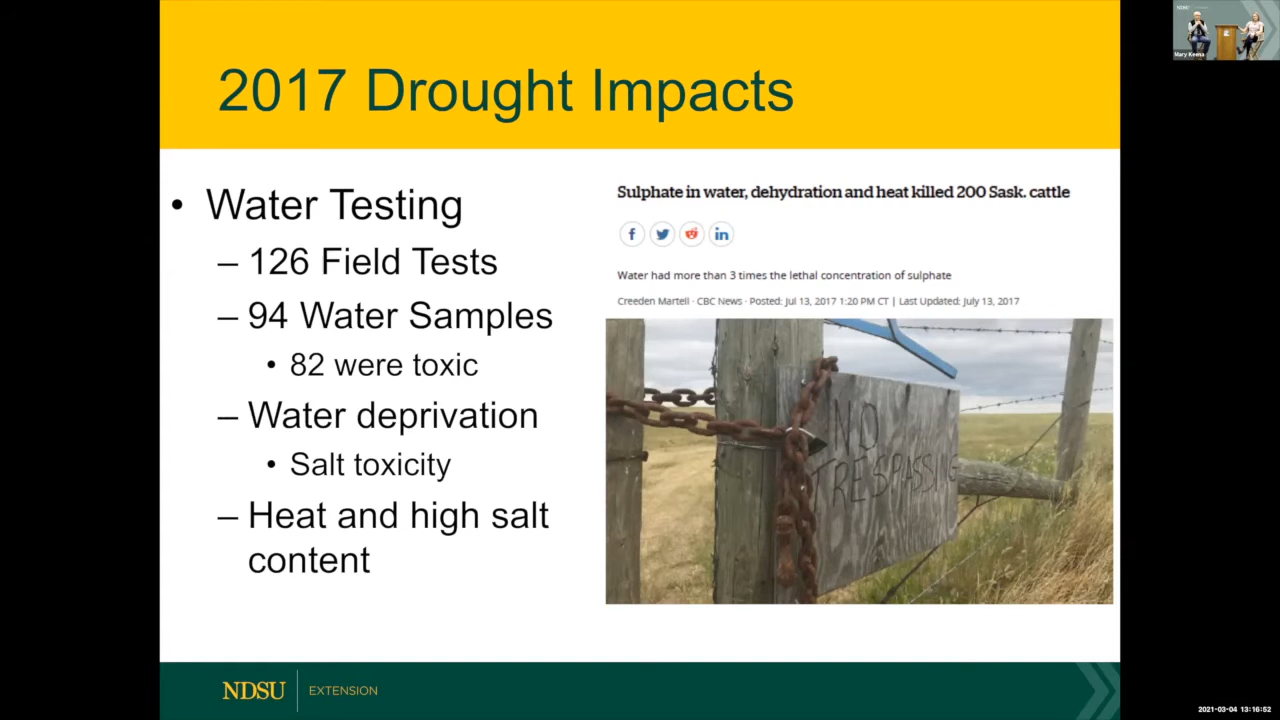 2017 Drought Impacts
• Water Testing
– 126 Field Tests
– 94 Water Samples
• 82 were toxic
– Water deprivation
• Salt toxicity
– Heat and high salt
content
Sulphate in water, dehydration and heat killed 200 Sask. cattle
Water had more than 3 times the lethal concentration of sulphate
Creeden Martell · CBC News · Posted: Jul 13, 2017 1:20 PM CT | Last Updated: July 13, 2017
NO
TRESPASSING
NDSU EXTENSION
NDSU
Mary Keena
2021-03-04 13:16:52